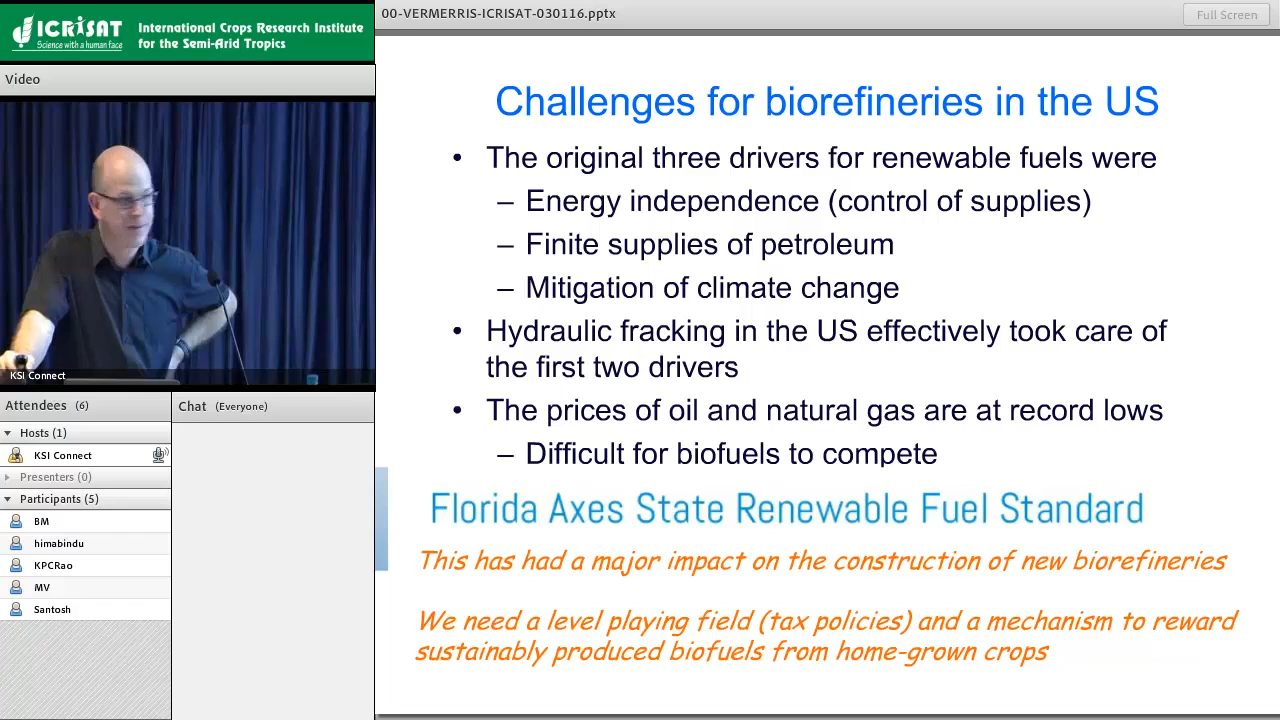 ICRISAT
Science with a human face
International Crops Research Institute
for the Semi-Arid Tropics
00-VERMERRIS-ICRISAT-030116.pptx
Full Screen
Video
KSI Connect
Attendees (6)
Hosts (1)
KSI Connect
Presenters (0)
Participants (5)
BM
himabindu
KPCRao
MV
Santosh
Chat (Everyone)
Challenges for biorefineries in the US
• The original three drivers for renewable fuels were
– Energy independence (control of supplies)
– Finite supplies of petroleum
– Mitigation of climate change
• Hydraulic fracking in the US effectively took care of
the first two drivers
• The prices of oil and natural gas are at record lows
– Difficult for biofuels to compete
Florida Axes State Renewable Fuel Standard
This has had a major impact on the construction of new biorefineries
We need a level playing field (tax policies) and a mechanism to reward
sustainably produced biofuels from home-grown crops